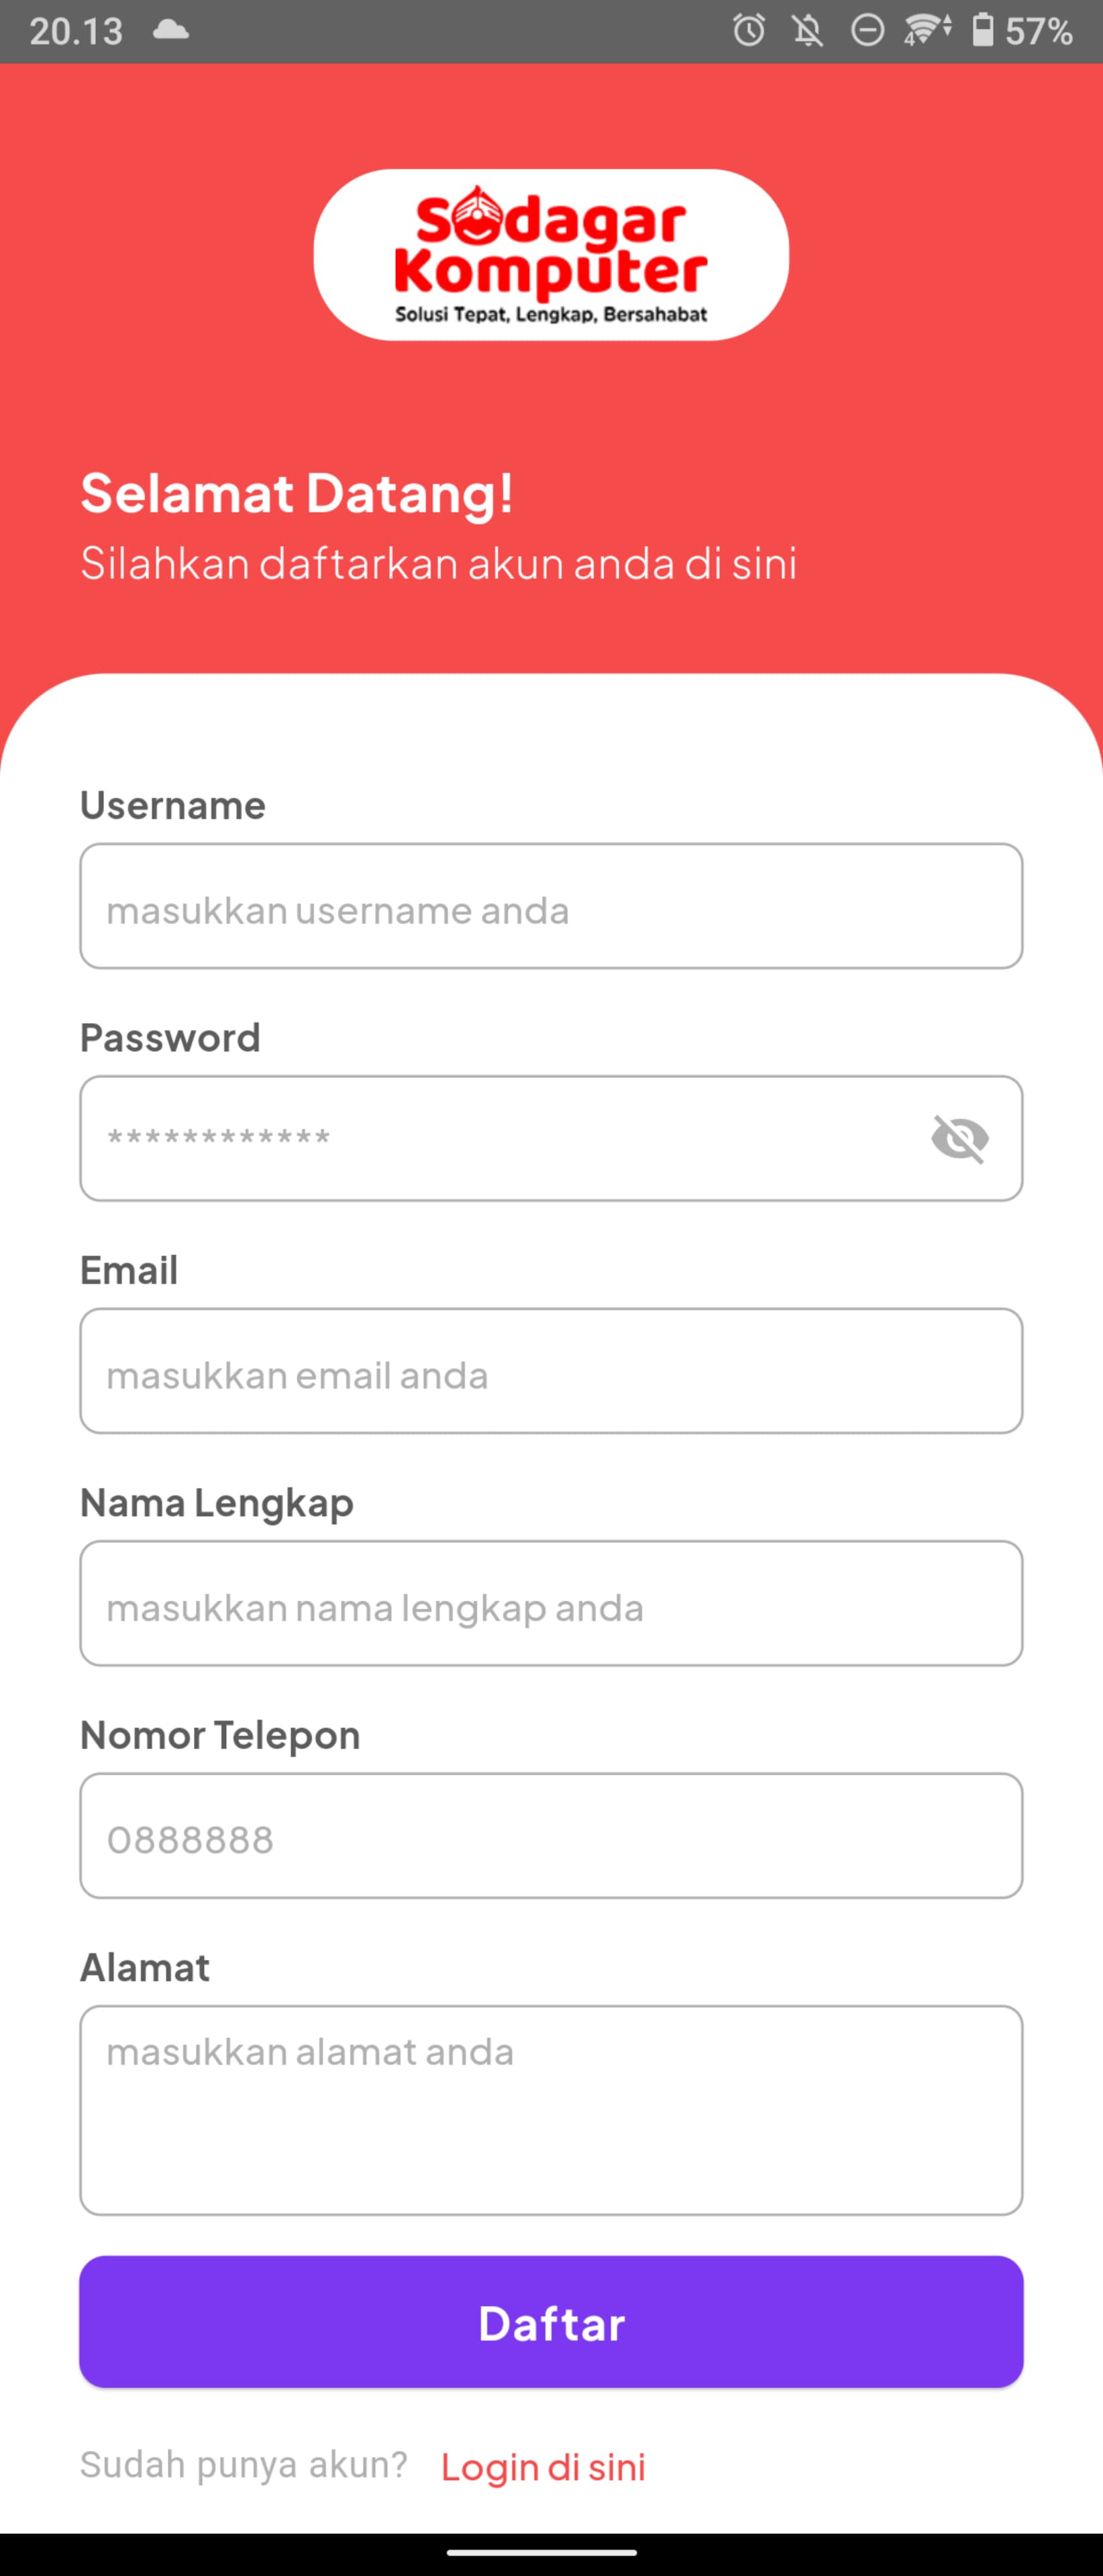 20.13
4
57%
Sodagar
Komputer
Solusi Tepat, Lengkap, Bersahabat
Selamat Datang!
Silahkan daftarkan akun anda di sini
Username
masukkan username anda
Password
************
Email
masukkan email anda
Nama Lengkap
masukkan nama lengkap anda
Nomor Telepon
0888888
Alamat
masukkan alamat anda
Daftar
Sudah punya akun? Login di sini